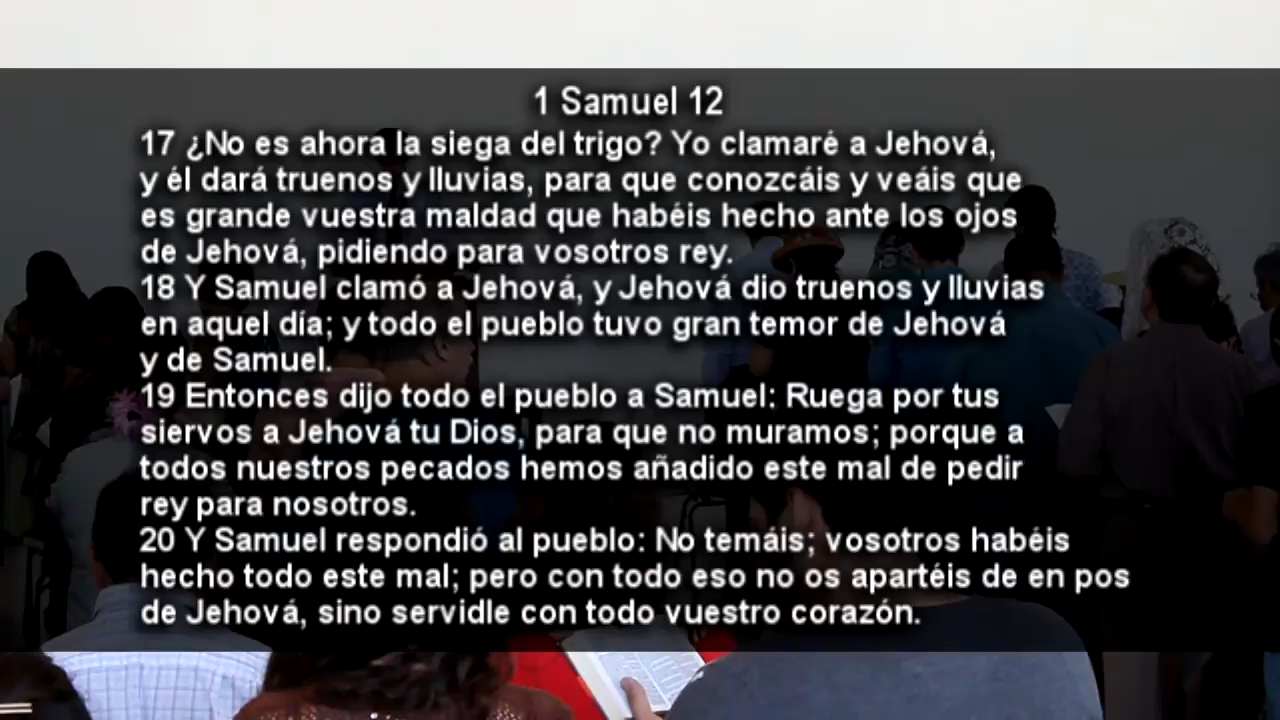 1 Samuel 12
17 ¿No es ahora la siega del trigo? Yo clamaré a Jehová,
y él dará truenos y lluvias, para que conozcáis y veáis que
es grande vuestra maldad que habéis hecho ante los ojos
de Jehová, pidiendo para vosotros rey.
18 Y Samuel clamó a Jehová, y Jehová dio truenos y lluvias
en aquel día; y todo el pueblo tuvo gran temor de Jehová
y de Samuel.
19 Entonces dijo todo el pueblo a Samuel: Ruega por tus
siervos a Jehová tu Dios, para que no muramos; porque a
todos nuestros pecados hemos añadido este mal de pedir
rey para nosotros.
20 Y Samuel respondió al pueblo: No temáis; vosotros habéis
hecho todo este mal; pero con todo eso no os apartéis de en pos
de Jehová, sino servidle con todo vuestro corazón.